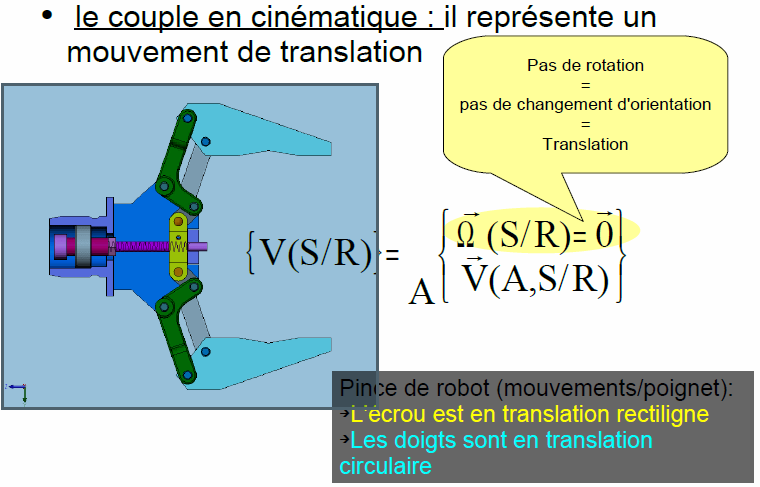 • le couple en cinématique : il représente un
mouvement de translation
Pas de rotation
=
pas de changement d'orientation
=
Translation
{V(S/R)} = A { Ω⃗ (S/R)= 0⃗
V⃗(A,S/R) }
Pince de robot (mouvements/poignet):
➔L'écrou est en translation rectiligne
➔Les doigts sont en translation
circulaire